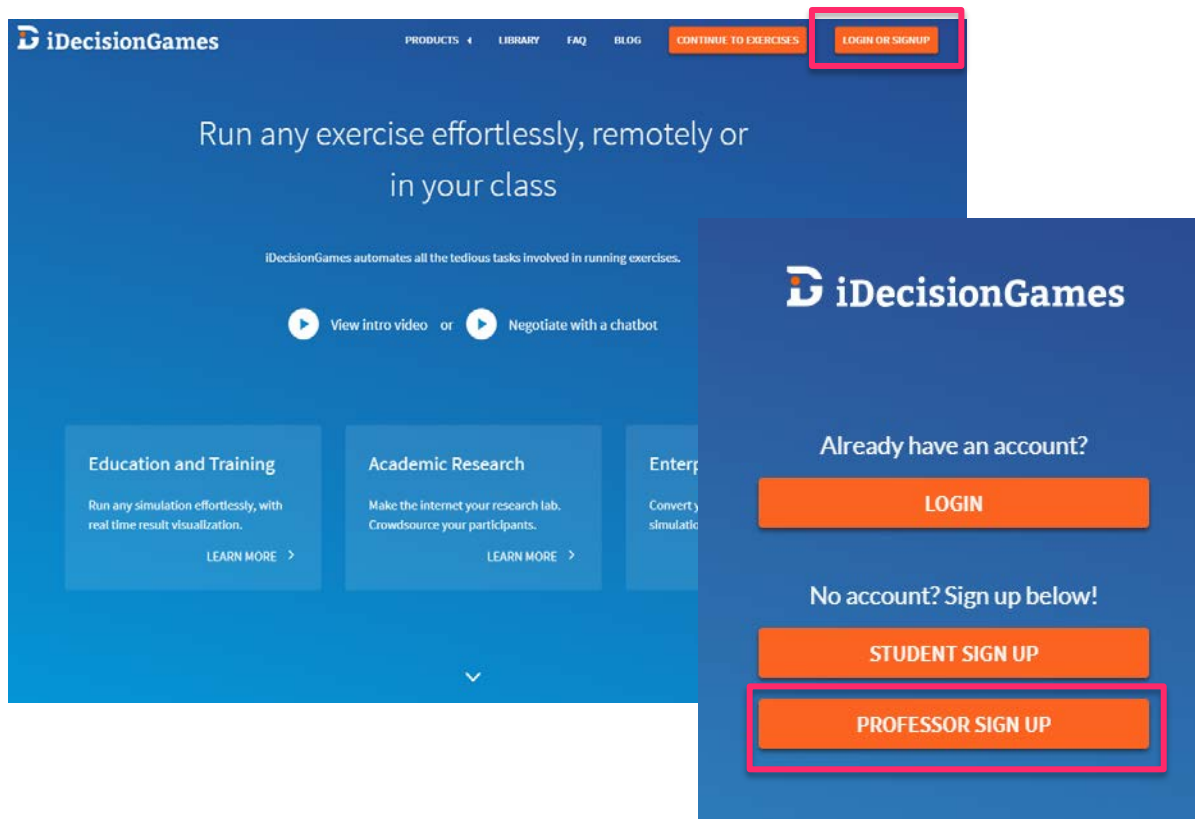 iDecisionGames
PRODUCTS LIBRARY FAQ BLOG CONTINUE TO EXERCISES LOGIN OR SIGNUP
Run any exercise effortlessly, remotely or
in your class
iDecisionGames automates all the tedious tasks involved in running exercises.
View intro video or Negotiate with a chatbot
Education and Training
Run any simulation effortlessly, with
real time result visualization.
LEARN MORE
Academic Research
Make the internet your research lab.
Crowdsource your participants.
LEARN MORE
Convert
iDecisionGames
Already have an account?
LOGIN
No account? Sign up below!
STUDENT SIGN UP
PROFESSOR SIGN UP